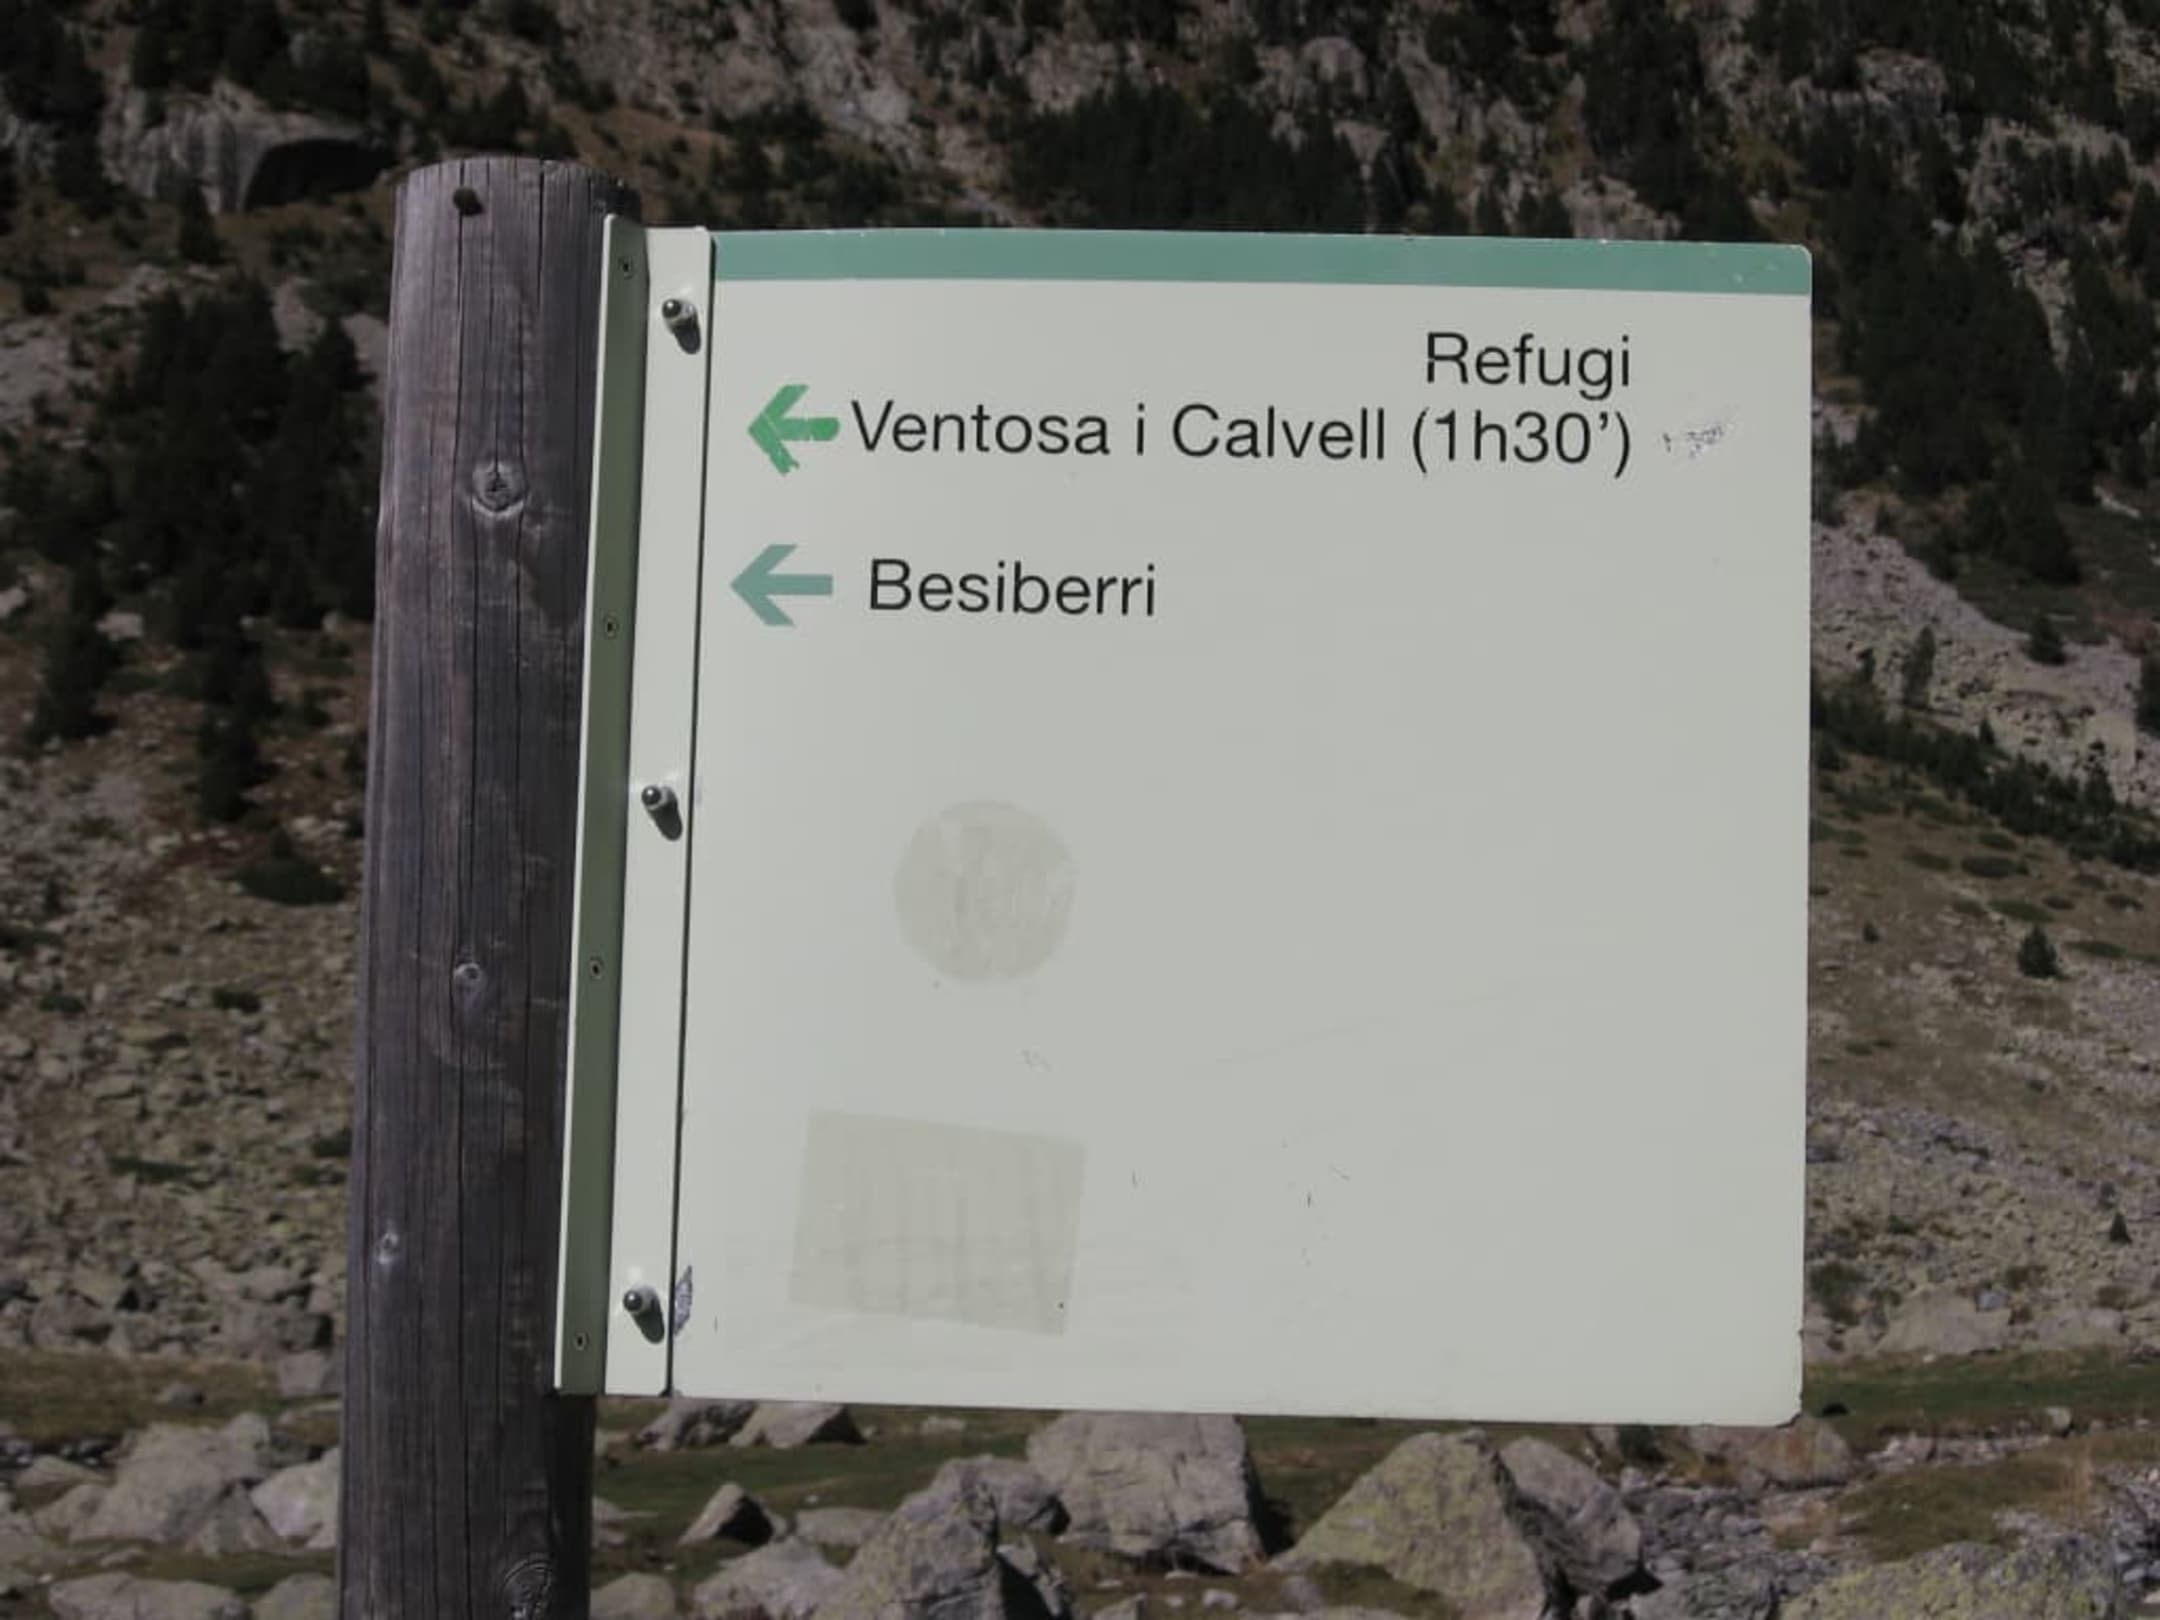 Refugi
Ventosa i Calvell (1h30’)
Besiberri